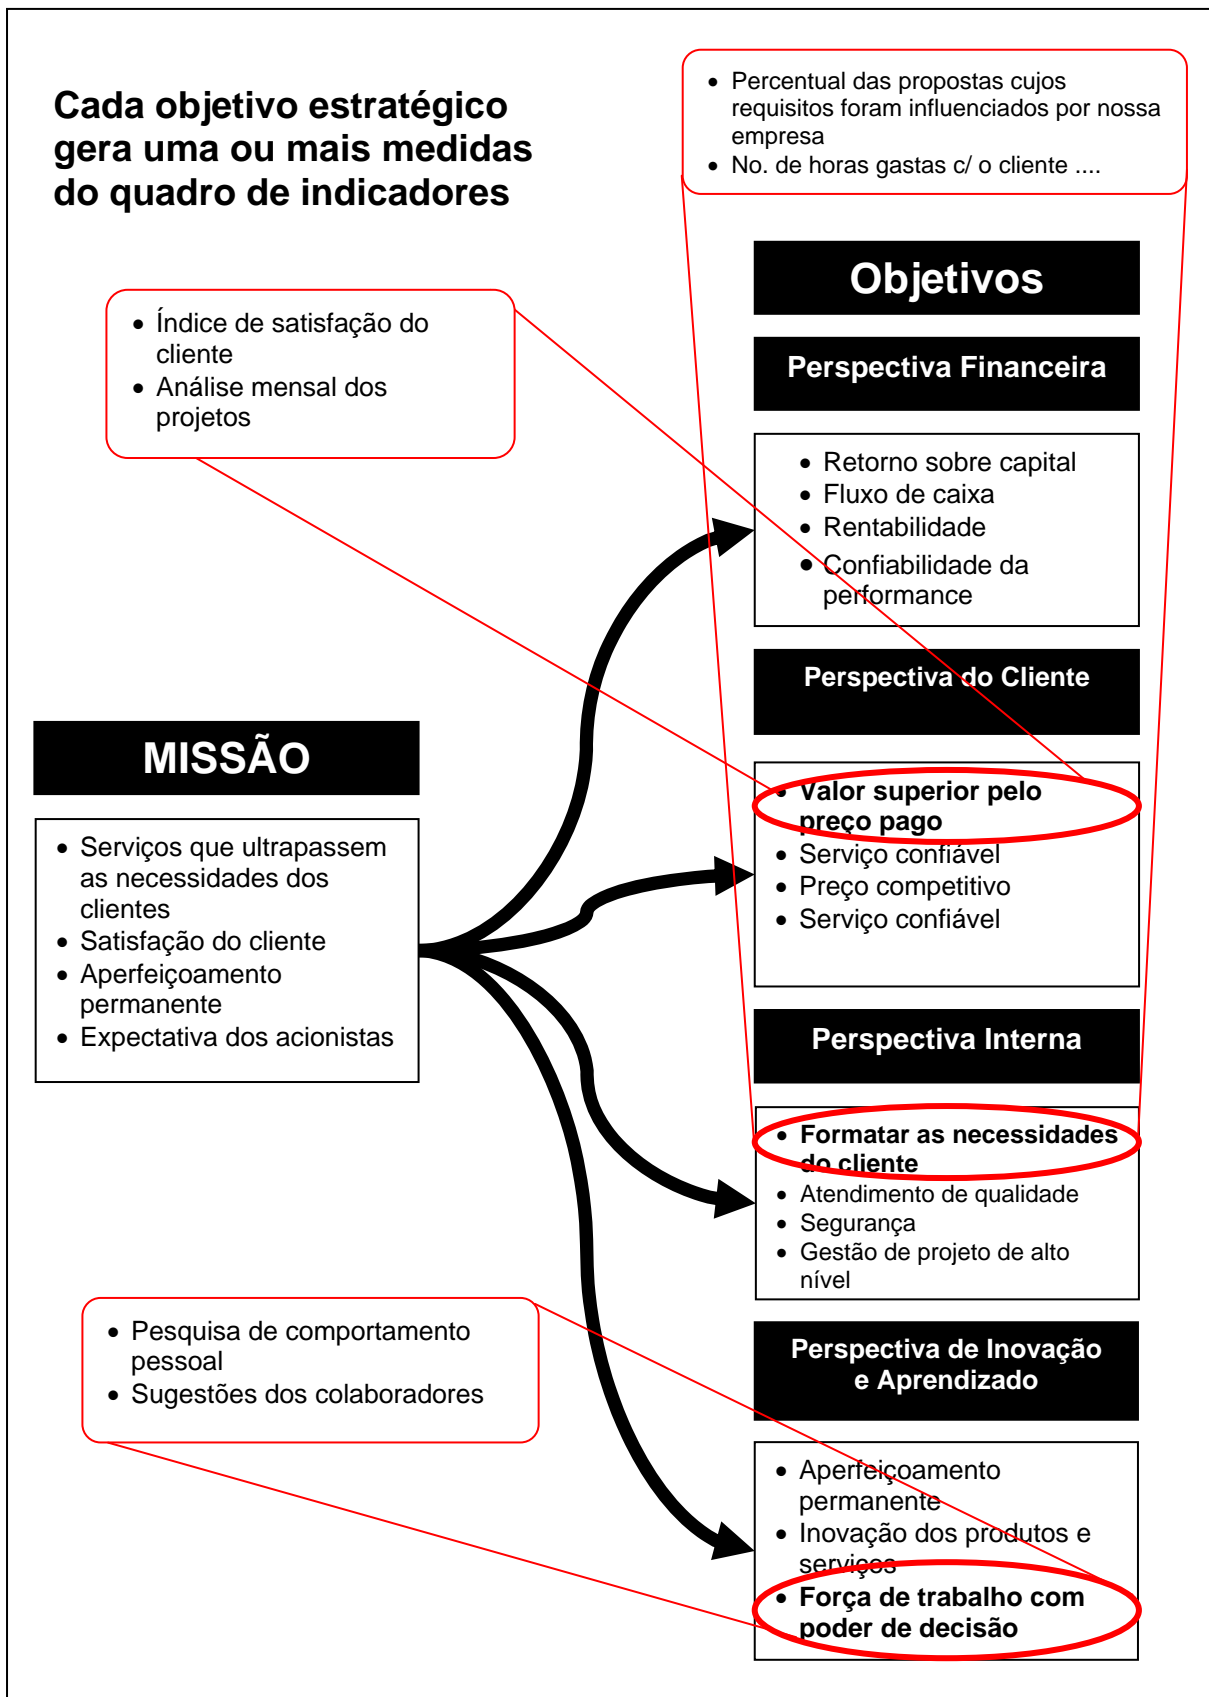 Cada objetivo estratégico
gera uma ou mais medidas
do quadro de indicadores
• Percentual das propostas cujos
requisitos foram influenciados por nossa
empresa
• No. de horas gastas c/ o cliente ....
• Índice de satisfação do
cliente
• Análise mensal dos
projetos
Objetivos
Perspectiva Financeira
• Retorno sobre capital
• Fluxo de caixa
• Rentabilidade
• Confiabilidade da
performance
Perspectiva do Cliente
• Valor superior pelo
preço pago
• Serviço confiável
• Preço competitivo
• Serviço confiável
MISSÃO
• Serviços que ultrapassem
as necessidades dos
clientes
• Satisfação do cliente
• Aperfeiçoamento
permanente
• Expectativa dos acionistas
Perspectiva Interna
• Formatar as necessidades
do cliente
• Atendimento de qualidade
• Segurança
• Gestão de projeto de alto
nível
• Pesquisa de comportamento
pessoal
• Sugestões dos colaboradores
Perspectiva de Inovação
e Aprendizado
• Aperfeiçoamento
permanente
• Inovação dos produtos e
serviços
• Força de trabalho com
poder de decisão